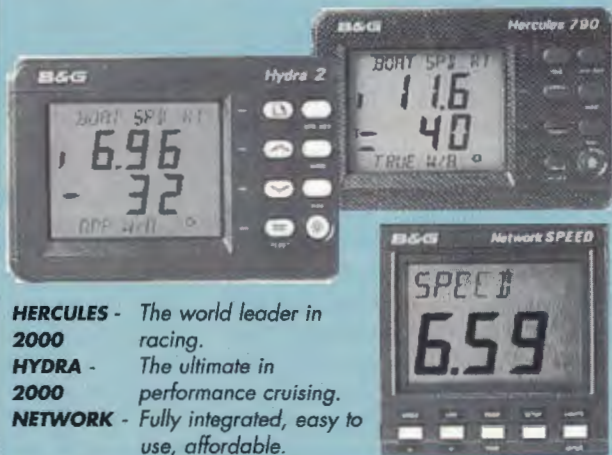 B&G Hercules 790
BOAT SPD KT
11.6
40
TRUE W/A °
B&G Hydra 2
BOAT SPD KT
6.96
32
APP W/A °
B&G Network SPEED
SPEED
6.59
HERCULES - The world leader in
2000 racing.
HYDRA - The ultimate in
2000 performance cruising.
NETWORK - Fully integrated, easy to
use, affordable.